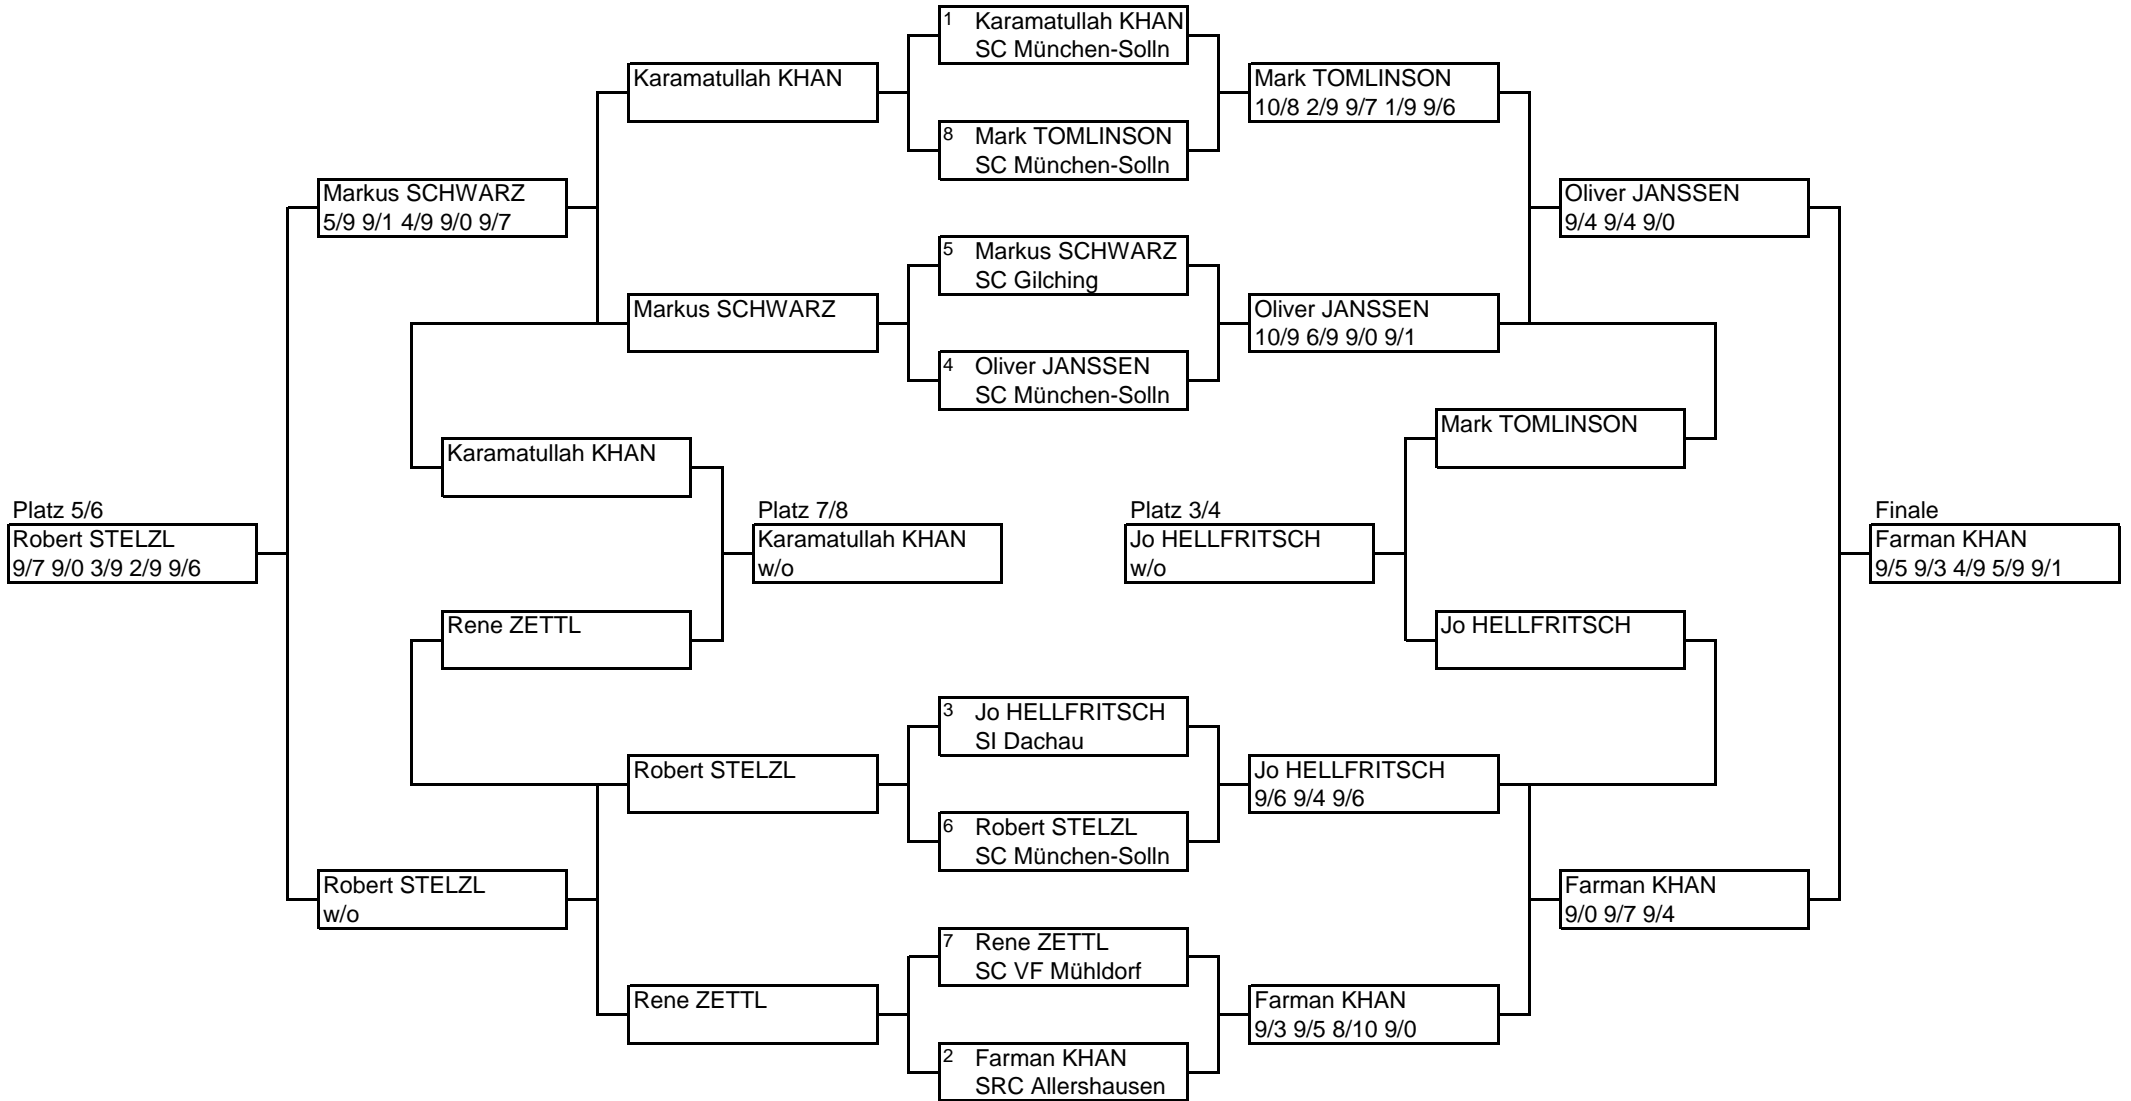 1 Karamatullah KHAN
SC München-Solln
Karamatullah KHAN
Mark TOMLINSON
10/8 2/9 9/7 1/9 9/6
8 Mark TOMLINSON
SC München-Solln
Markus SCHWARZ
5/9 9/1 4/9 9/0 9/7
Oliver JANSSEN
9/4 9/4 9/0
5 Markus SCHWARZ
SC Gilching
Markus SCHWARZ
Oliver JANSSEN
10/9 6/9 9/0 9/1
4 Oliver JANSSEN
SC München-Solln
Mark TOMLINSON
Karamatullah KHAN
Platz 5/6
Robert STELZL
9/7 9/0 3/9 2/9 9/6
Platz 7/8
Karamatullah KHAN
w/o
Platz 3/4
Jo HELLFRITSCH
w/o
Finale
Farman KHAN
9/5 9/3 4/9 5/9 9/1
Rene ZETTL
Jo HELLFRITSCH
3 Jo HELLFRITSCH
SI Dachau
Robert STELZL
Jo HELLFRITSCH
9/6 9/4 9/6
6 Robert STELZL
SC München-Solln
Robert STELZL
w/o
Farman KHAN
9/0 9/7 9/4
7 Rene ZETTL
SC VF Mühldorf
Rene ZETTL
Farman KHAN
9/3 9/5 8/10 9/0
2 Farman KHAN
SRC Allershausen